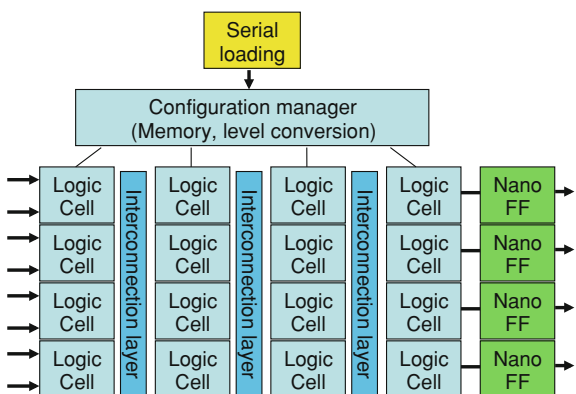 Serial
loading
Configuration manager
(Memory, level conversion)
Logic
Cell
Logic
Cell
Logic
Cell
Logic
Cell
Nano
FF
Logic
Cell
Logic
Cell
Logic
Cell
Logic
Cell
Nano
FF
Logic
Cell
Logic
Cell
Logic
Cell
Logic
Cell
Nano
FF
Logic
Cell
Logic
Cell
Logic
Cell
Logic
Cell
Nano
FF
Interconnection layer
Interconnection layer
Interconnection layer